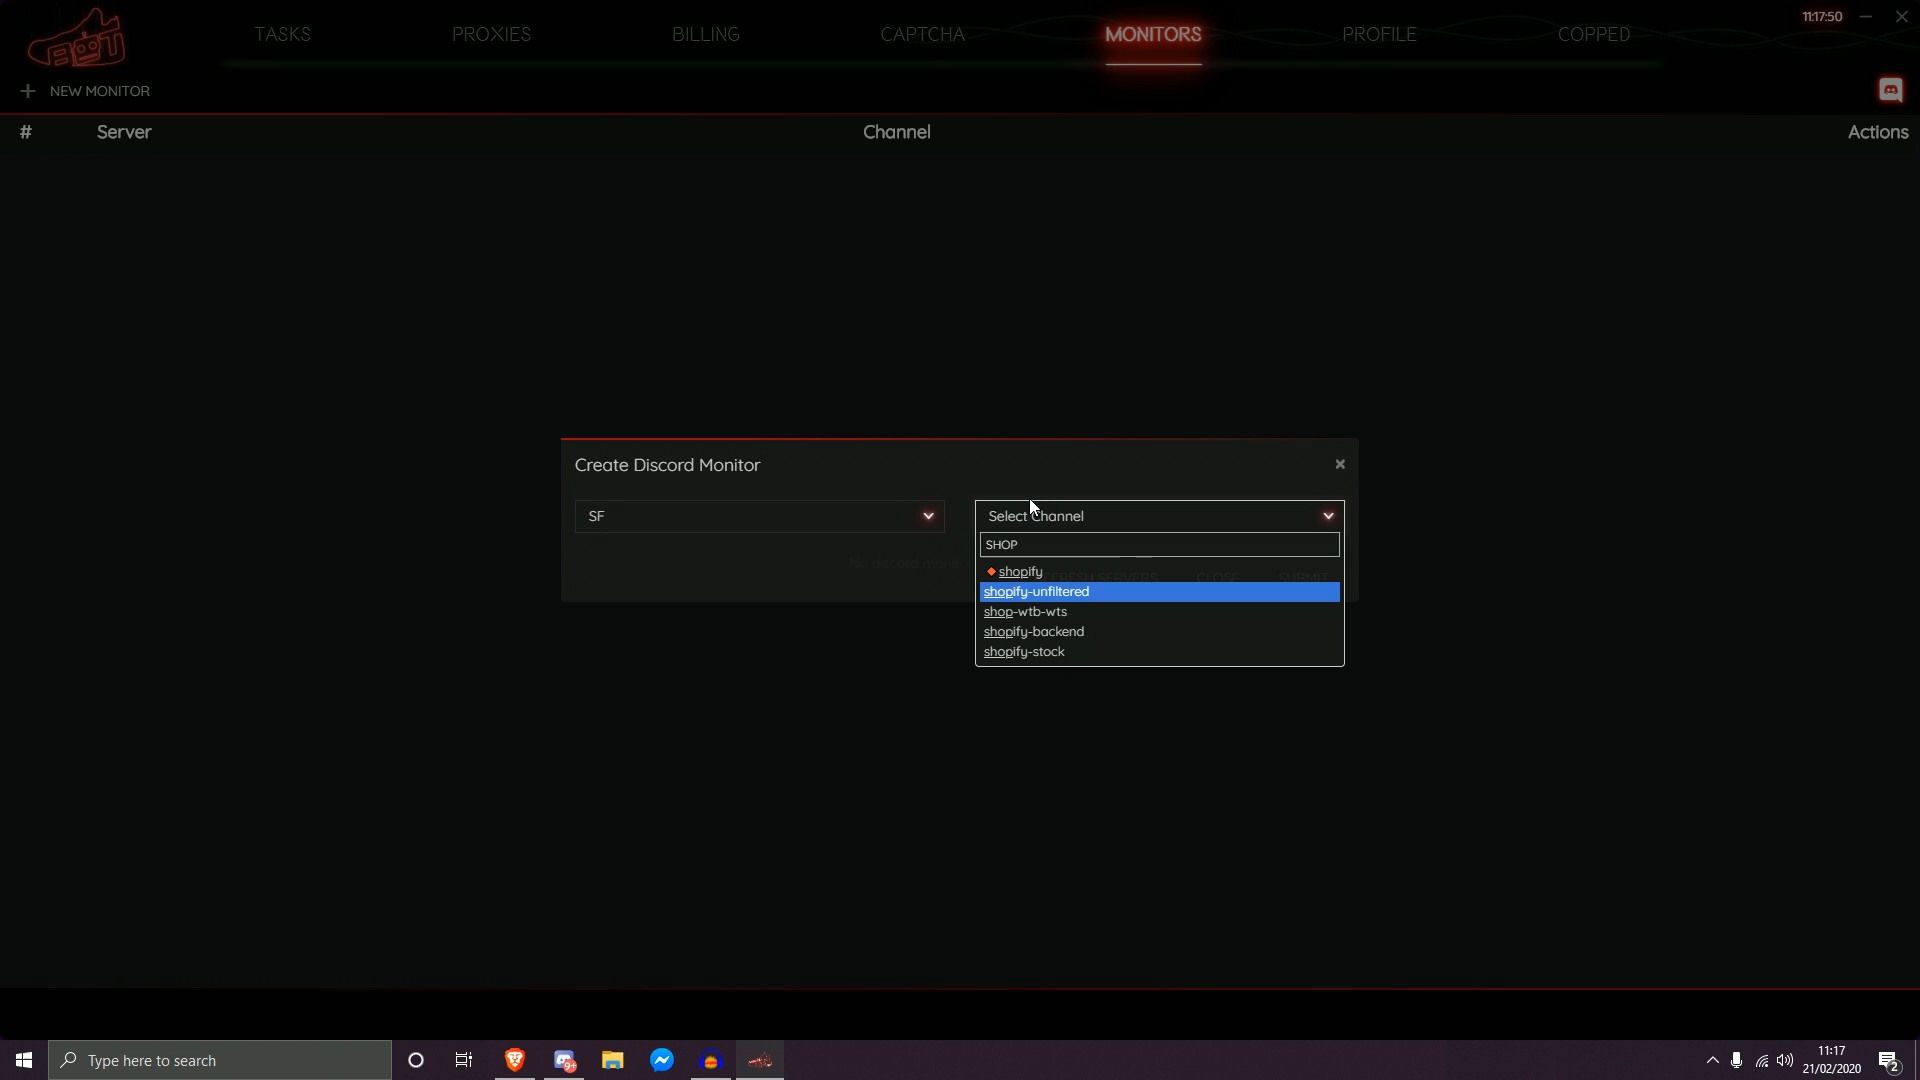 TASKS PROXIES BILLING CAPTCHA MONITORS PROFILE COPPED 11:17:50
NEW MONITOR
# Server Channel Actions
Create Discord Monitor
SF Select Channel
SHOP
shopify
shopify-unfiltered
shop-wtb-wts
shopify-backend
shopify-stock
Type here to search
9+
11:17
21/02/2020
2